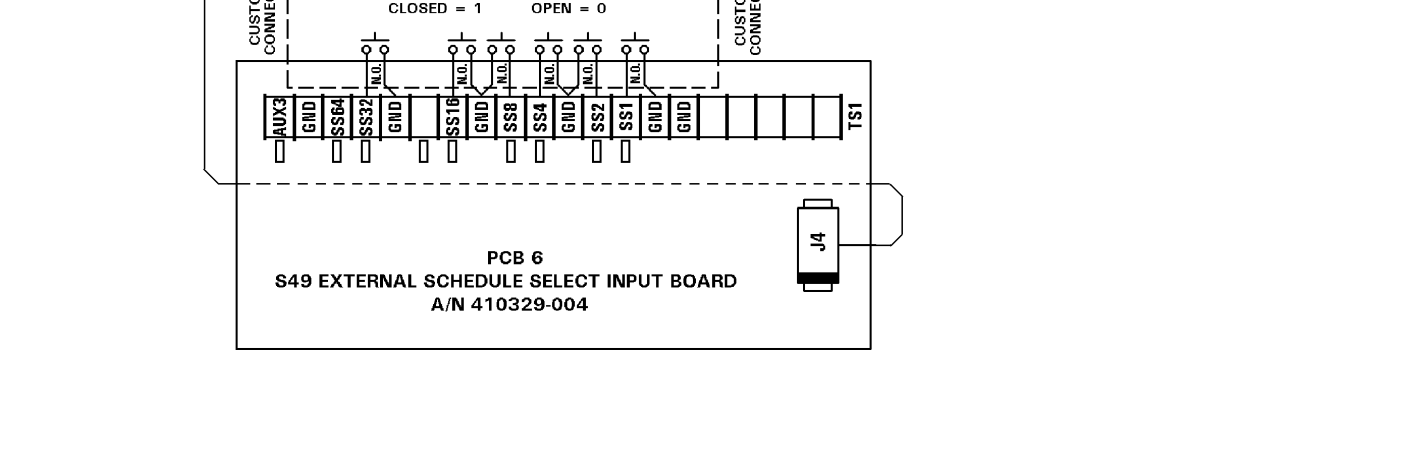 CLOSED = 1 OPEN = 0
N.O. N.O. N.O. N.O. N.O. N.O.
AUX3 GND SS64 SS32 GND SS16 GND SS8 SS4 GND SS2 SS1 GND GND TS1
J4
PCB 6
S49 EXTERNAL SCHEDULE SELECT INPUT BOARD
A/N 410329-004